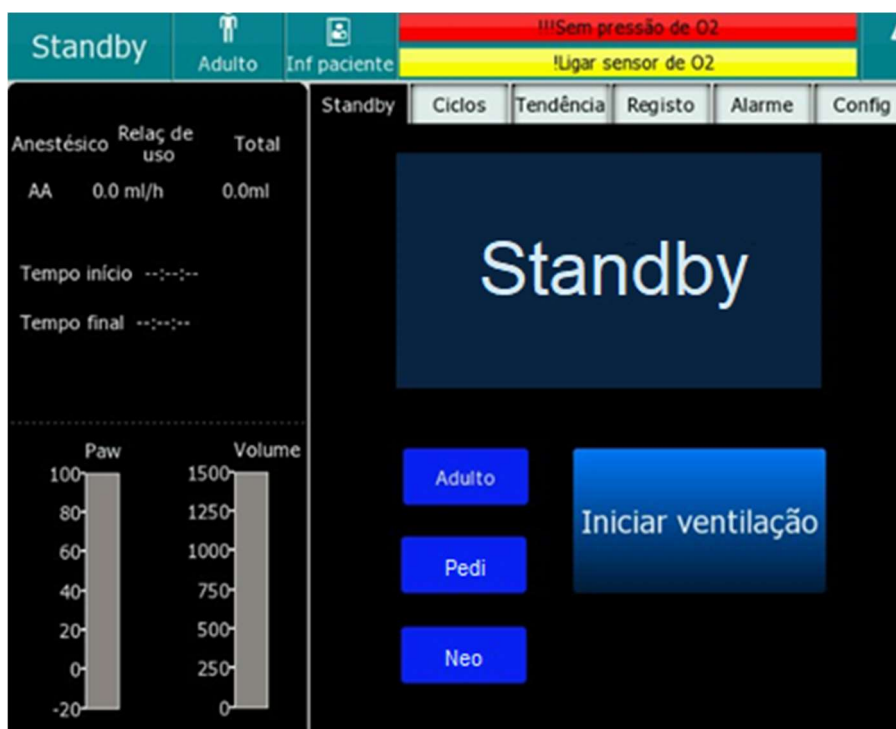 Standby
Adulto
Inf paciente
!!!Sem pressão de O2
!Ligar sensor de O2
Standby
Ciclos
Tendência
Registo
Alarme
Config
Anestésico Relaç de uso Total
AA 0.0 ml/h 0.0ml
Tempo início --:--:--
Tempo final --:--:--
Standby
Paw
100
80
60
40
20
0
-20
Volume
1500
1250
1000
750
500
250
0
Adulto
Pedi
Neo
Iniciar ventilação